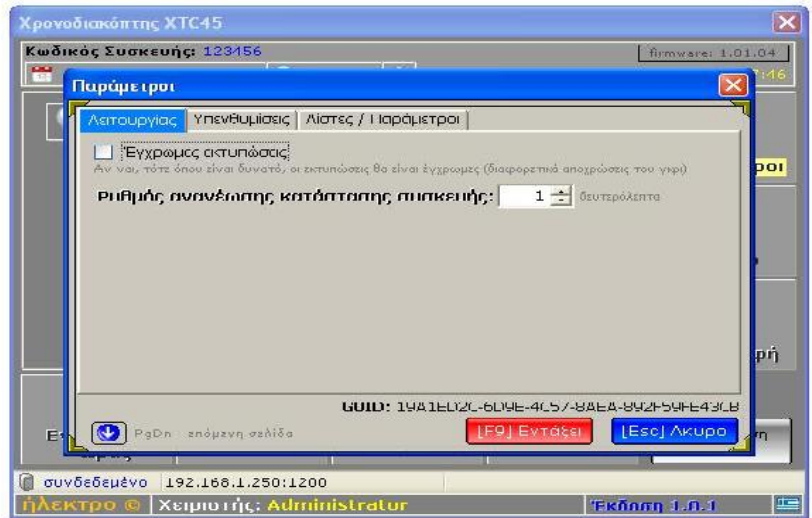 Χρονοδιακόπτης XTC45
Κωδικός Συσκευής: 123456
firmware: 1.01.04
:46
Παράμετροι
Λειτουργίας Υπενθυμίσεις Λίστες / Παράμετροι
Έγχρωμες εκτυπώσεις
Αν ναι, τότε όπου είναι δυνατό, οι εκτυπώσεις θα είναι έγχρωμες (διαφορετικά αποχρώσεις του γκρι)
ροι
Ρυθμός ανανέωσης κατάστασης συσκευής: 1 δευτερόλεπτα
ρή
GUID: 19A1ED2C-6D9E-4C57-8AEA-892F59FE43CB
PgDn επόμενη σελίδα
[F9] Εντάξει
[Esc] Άκυρο
συνδεδεμένο 192.168.1.250:1200
ήλεκτρο © Χειριστής: Administrator Έκδοση 1.0.1